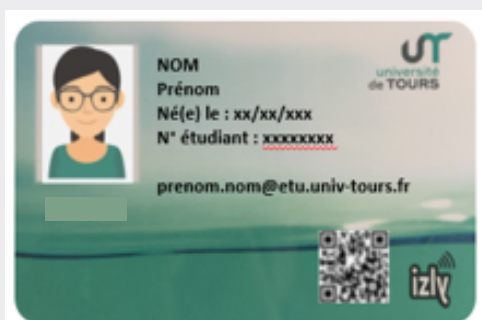 UT
université
de TOURS
NOM
Prénom
Né(e) le : xx/xx/xxx
N° étudiant : xxxxxxxx
prenom.nom@etu.univ-tours.fr
izly